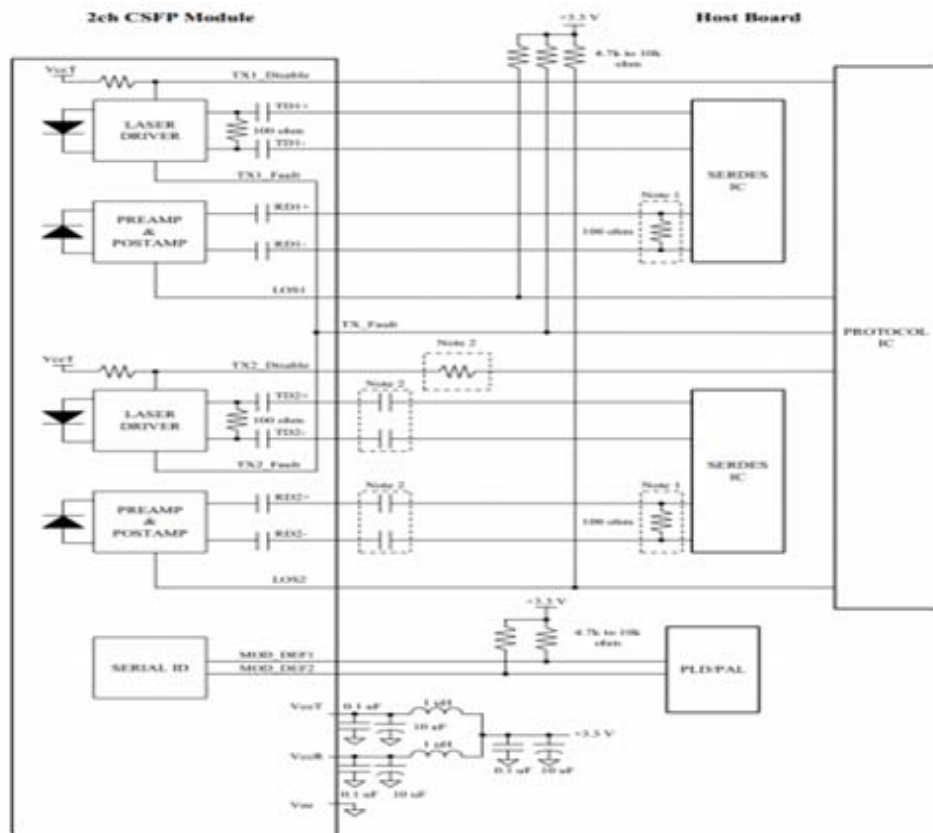 2ch CSFP Module
Host Board
+3.3 V
4.7k to 10k
ohm
VccT
TX1_Disable
LASER
DRIVER
TD1+
100 ohm
TD1-
TX1_Fault
SERDES
IC
PREAMP
&
POSTAMP
RD1+
RD1-
Note 1
100 ohm
LOS1
TX_Fault
PROTOCOL
IC
VccT
TX2_Disable
Note 2
LASER
DRIVER
TD2+
100 ohm
TD2-
Note 2
TX2_Fault
SERDES
IC
PREAMP
&
POSTAMP
RD2+
RD2-
Note 2
Note 1
100 ohm
LOS2
+3.3 V
4.7k to 10k
ohm
SERIAL ID
MOD_DEF1
MOD_DEF2
PLD/PAL
VccT
0.1 uF
1 uH
10 uF
+3.3 V
VccR
1 uH
0.1 uF
10 uF
0.1 uF
10 uF
Vee